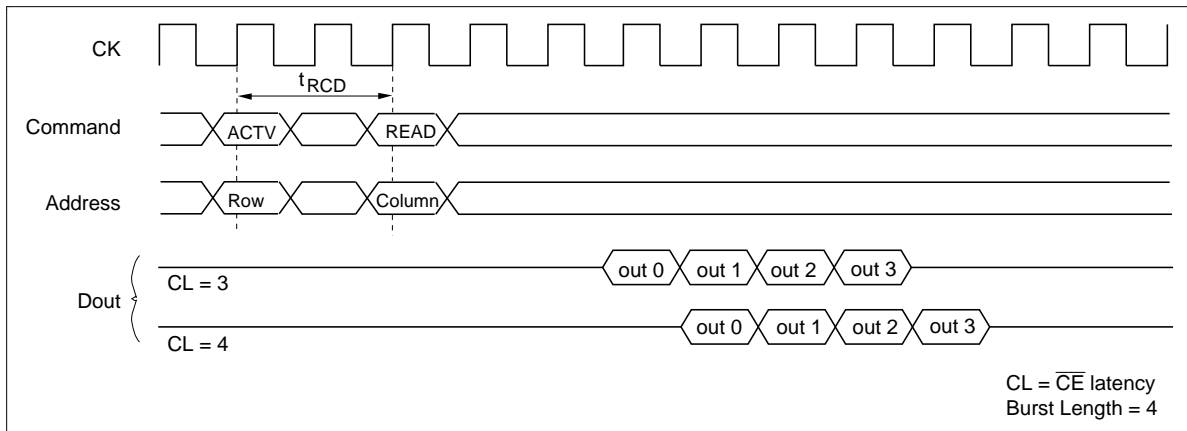 CK
tRCD
Command ACTV READ
Address Row Column
out 0 out 1 out 2 out 3
CL = 3
Dout
out 0 out 1 out 2 out 3
CL = 4
CL = C̅E̅ latency
Burst Length = 4